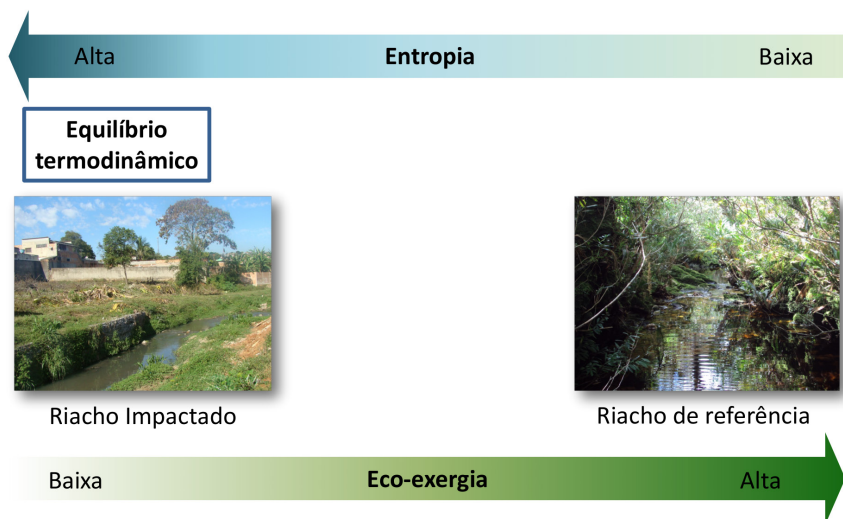 Alta Entropia Baixa
Equilíbrio
termodinâmico
Riacho Impactado Riacho de referência
Baixa Eco-exergia Alta